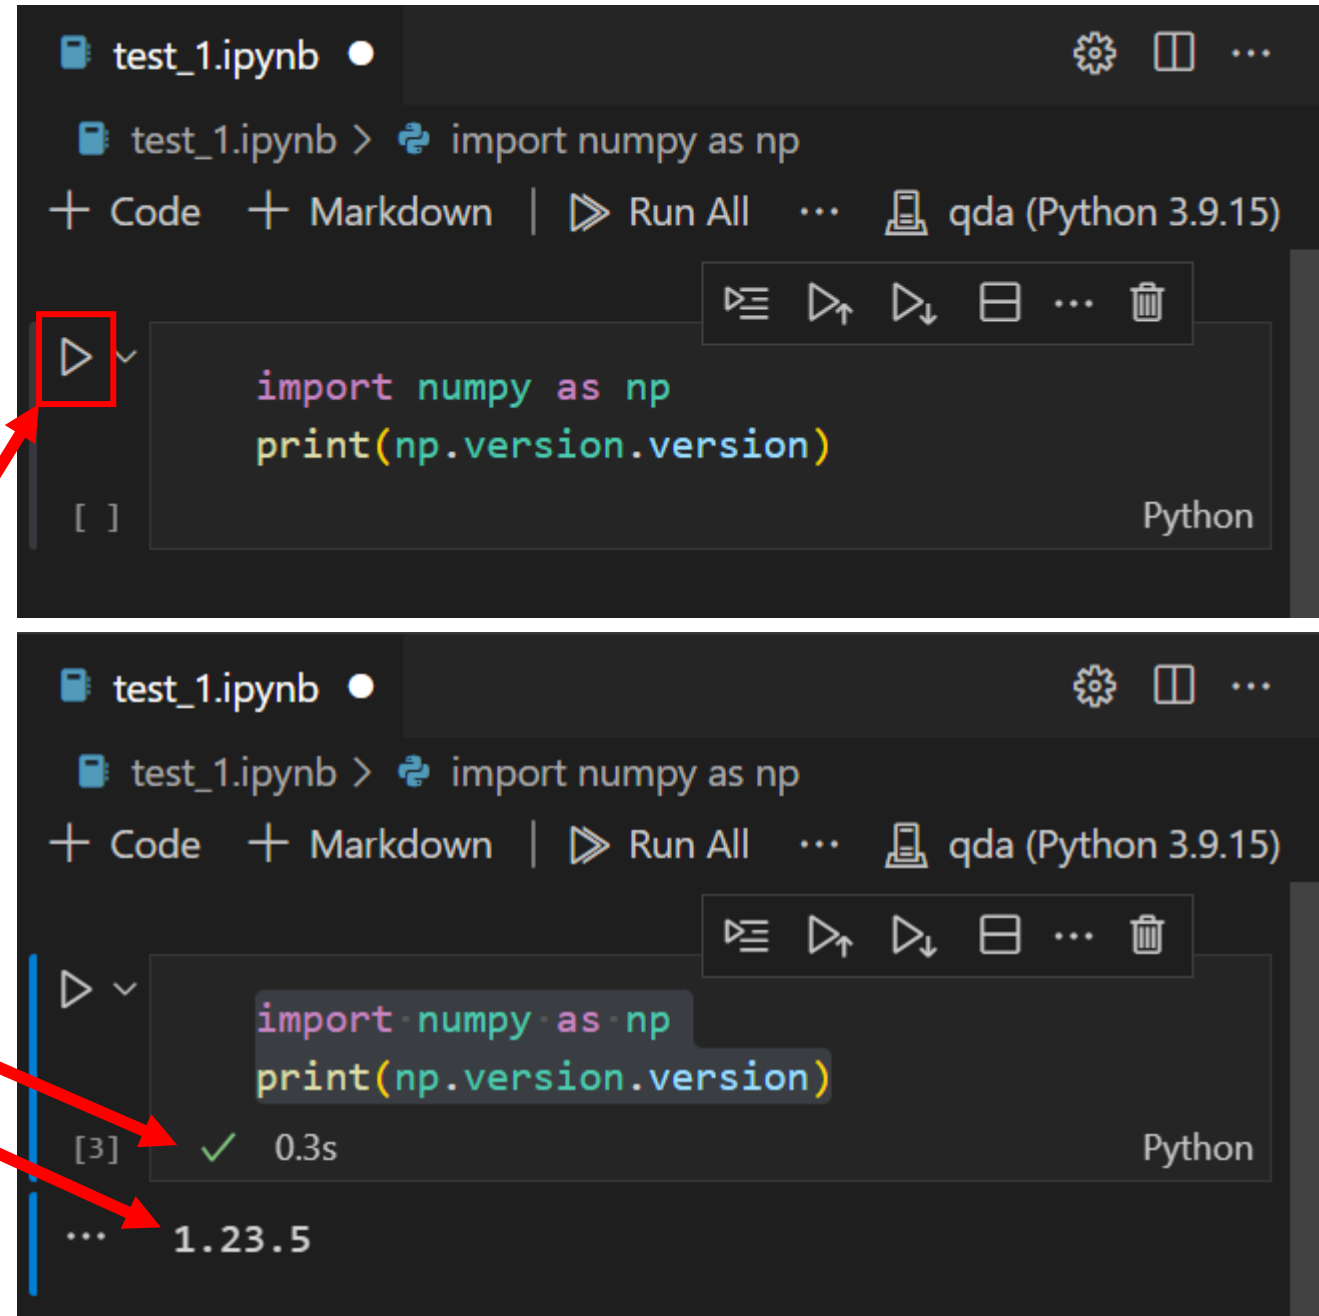 test_1.ipynb
test_1.ipynb > import numpy as np
+ Code + Markdown | Run All ... qda (Python 3.9.15)
import numpy as np
print(np.version.version)
[ ] Python
test_1.ipynb
test_1.ipynb > import numpy as np
+ Code + Markdown | Run All ... qda (Python 3.9.15)
import numpy as np
print(np.version.version)
[3] ✓ 0.3s Python
... 1.23.5